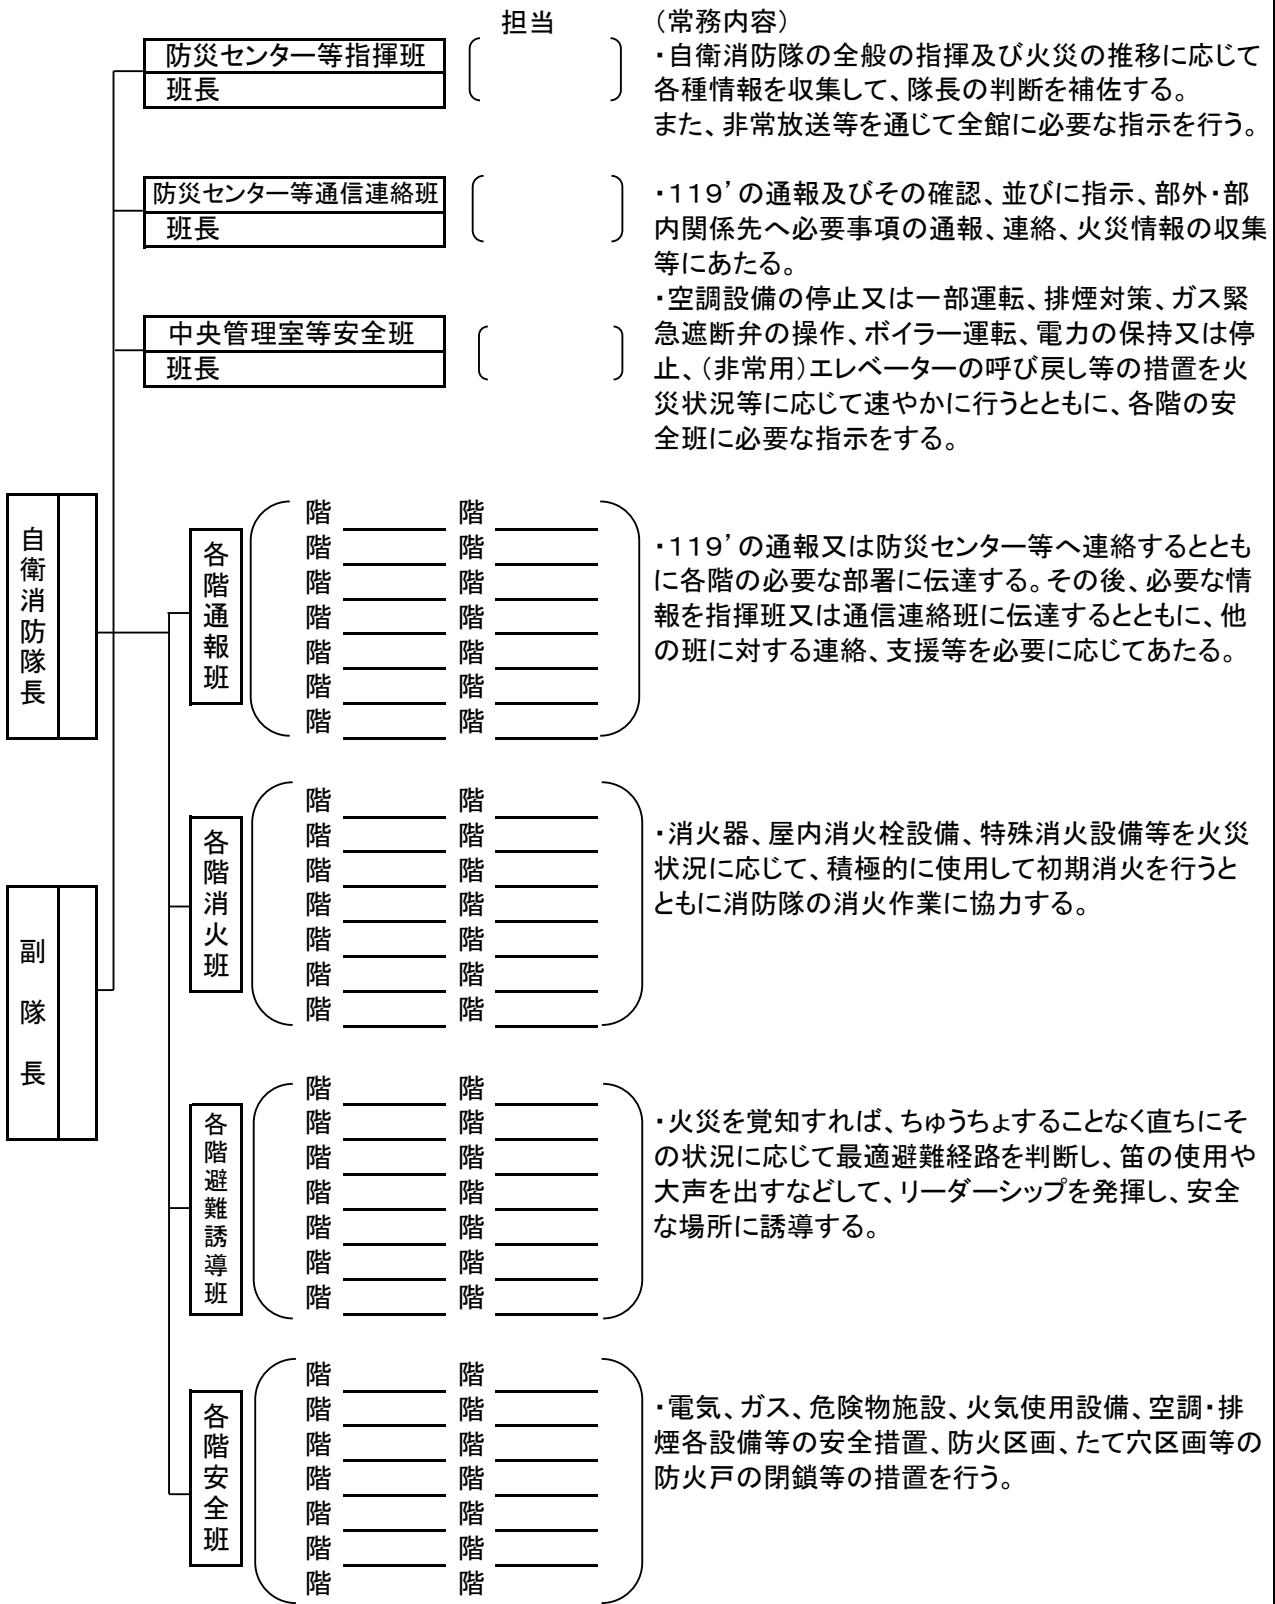 担当
(常務内容)
防災センター等指揮班
班長
・自衛消防隊の全般の指揮及び火災の推移に応じて
各種情報を収集して、隊長の判断を補佐する。
また、非常放送等を通じて全館に必要な指示を行う。
防災センター等通信連絡班
班長
・119’の通報及びその確認、並びに指示、部外・部
内関係先へ必要事項の通報、連絡、火災情報の収集
等にあたる。
中央管理室等安全班
班長
・空調設備の停止又は一部運転、排煙対策、ガス緊
急遮断弁の操作、ボイラー運転、電力の保持又は停
止、(非常用)エレベーターの呼び戻し等の措置を火
災状況等に応じて速やかに行うとともに、各階の安
全班に必要な指示をする。
自衛消防隊長
副隊長
各階通報班
階 階
階 階
階 階
階 階
階 階
階 階
階 階
・119’の通報又は防災センター等へ連絡するととも
に各階の必要な部署に伝達する。その後、必要な情
報を指揮班又は通信連絡班に伝達するとともに、他
の班に対する連絡、支援等を必要に応じてあたる。
各階消火班
階 階
階 階
階 階
階 階
階 階
階 階
階 階
・消火器、屋内消火栓設備、特殊消火設備等を火災
状況に応じて、積極的に使用して初期消火を行うと
ともに消防隊の消火作業に協力する。
各階避難誘導班
階 階
階 階
階 階
階 階
階 階
階 階
階 階
・火災を覚知すれば、ちゅうちょすることなく直ちにそ
の状況に応じて最適避難経路を判断し、笛の使用や
大声を出すなどして、リーダーシップを発揮し、安全
な場所に誘導する。
各階安全班
階 階
階 階
階 階
階 階
階 階
階 階
階 階
・電気、ガス、危険物施設、火気使用設備、空調・排
煙各設備等の安全措置、防火区画、たて穴区画等の
防火戸の閉鎖等の措置を行う。